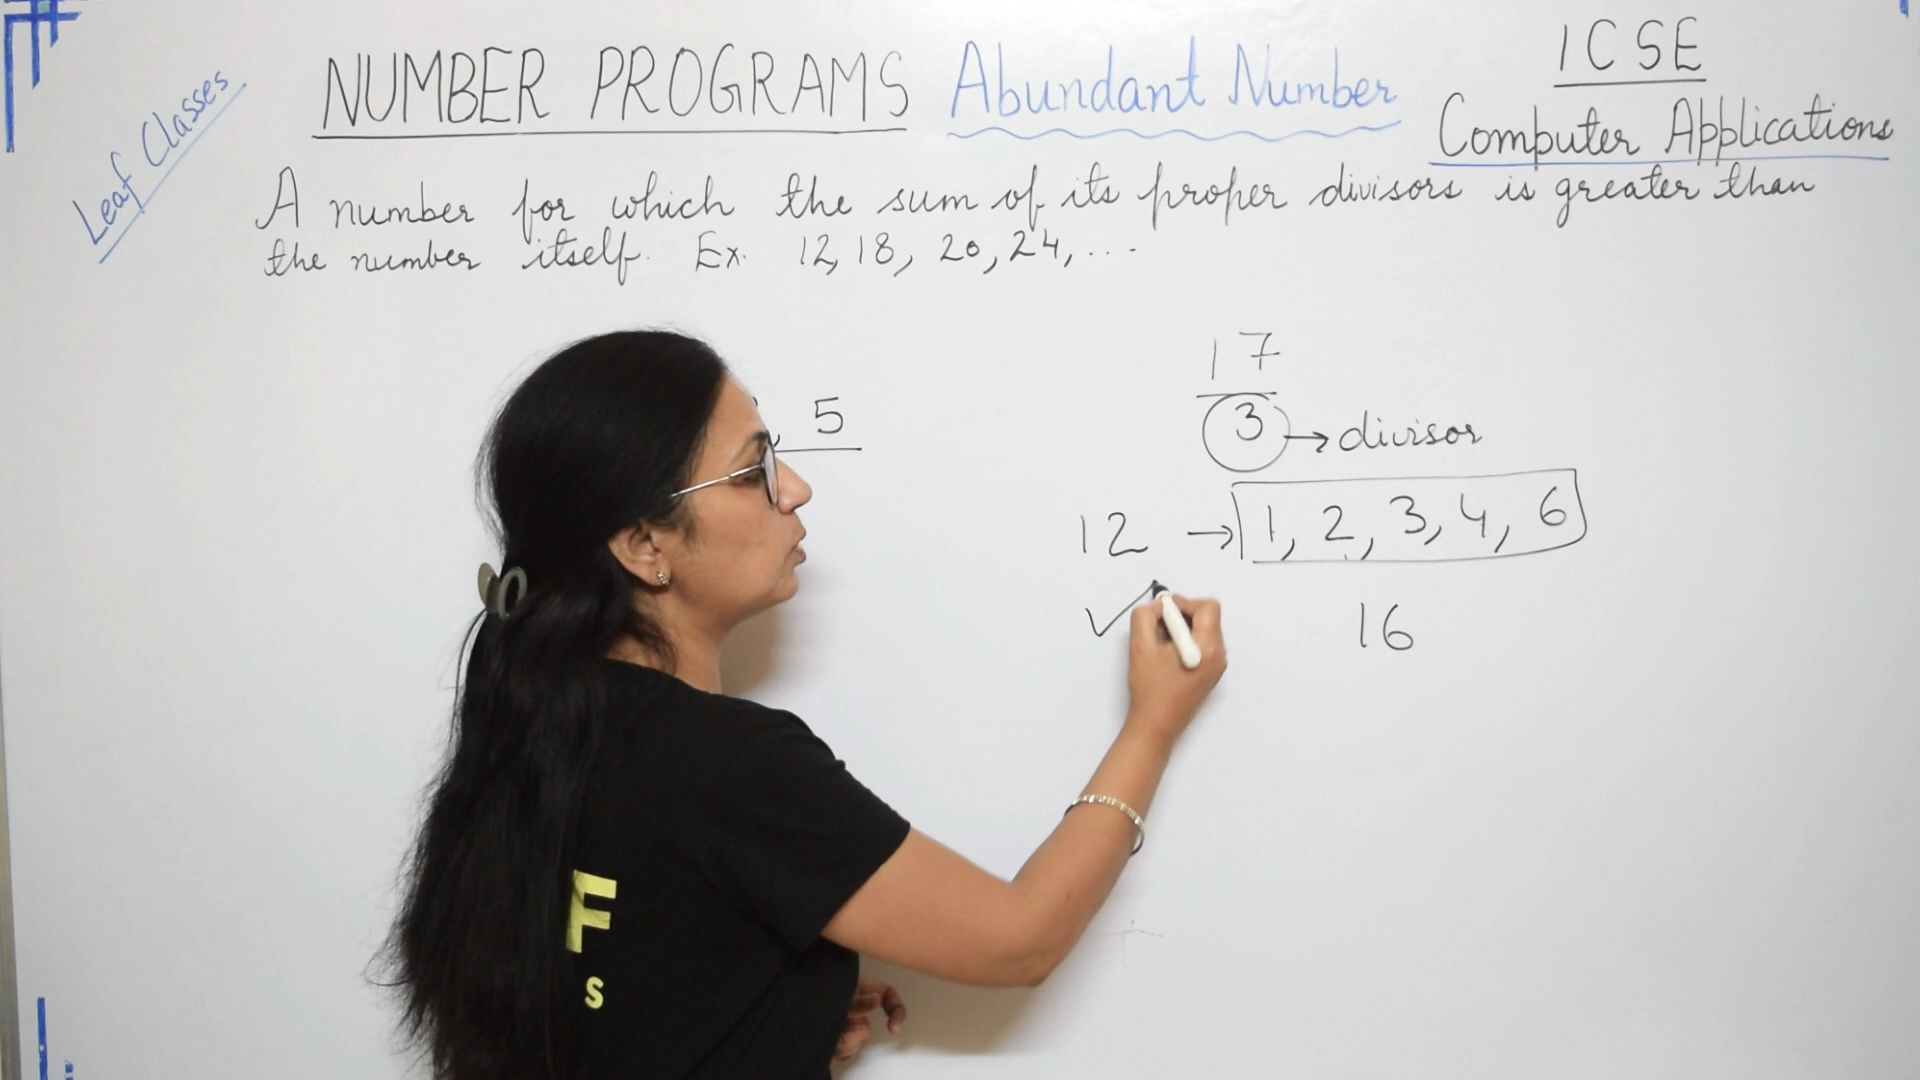 Leaf Classes
NUMBER PROGRAMS Abundant Number
ICSE
Computer Applications
A number for which the sum of its proper divisors is greater than
the number itself. Ex. 12, 18, 20, 24, ...
, 5
17
3 → divisor
12 → 1, 2, 3, 4, 6
✓ 16
F
S